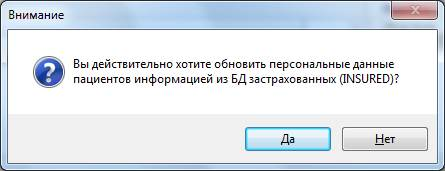 Внимание
Вы действительно хотите обновить персональные данные
пациентов информацией из БД застрахованных (INSURED)?
Да
Нет